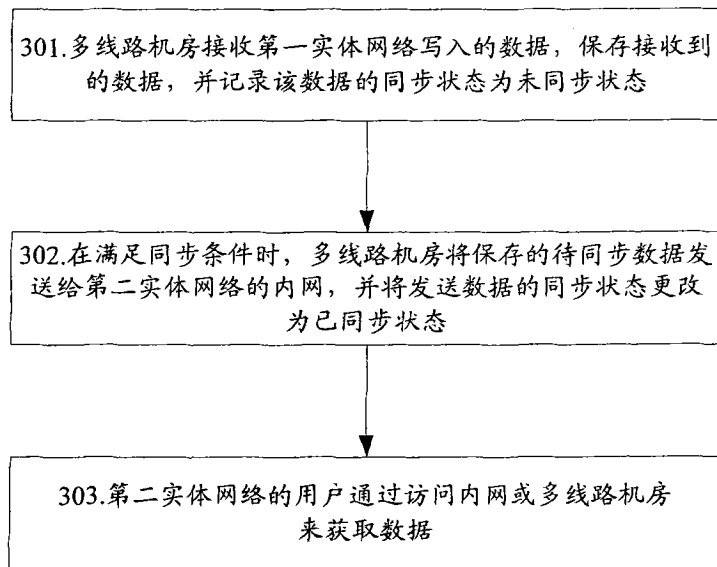 301.多线路机房接收第一实体网络写入的数据，保存接收到
的数据，并记录该数据的同步状态为未同步状态
302.在满足同步条件时，多线路机房将保存的待同步数据发
送给第二实体网络的内网，并将发送数据的同步状态更改
为已同步状态
303.第二实体网络的用户通过访问内网或多线路机房
来获取数据